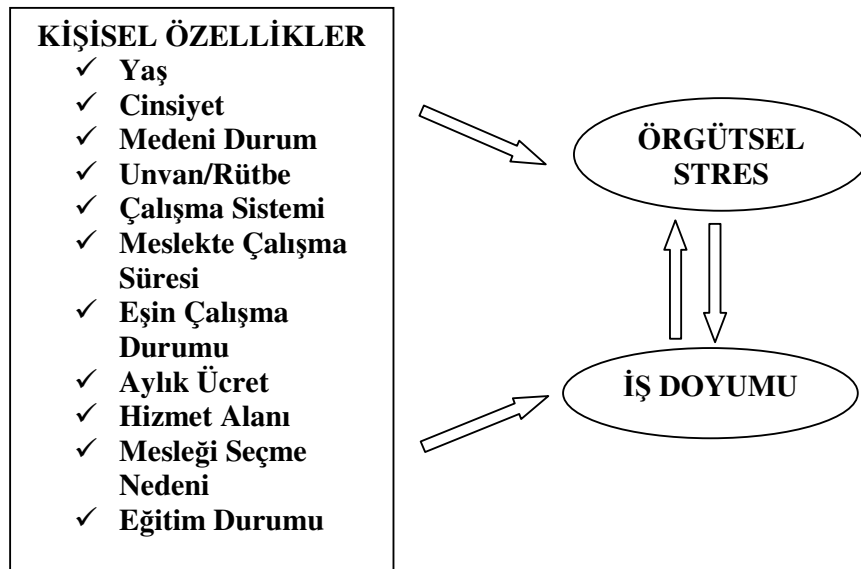 KİŞİSEL ÖZELLİKLER
✓ Yaş
✓ Cinsiyet
✓ Medeni Durum
✓ Unvan/Rütbe
✓ Çalışma Sistemi
✓ Meslekte Çalışma
Süresi
✓ Eşin Çalışma
Durumu
✓ Aylık Ücret
✓ Hizmet Alanı
✓ Mesleği Seçme
Nedeni
✓ Eğitim Durumu
ÖRGÜTSEL
STRES
İŞ DOYUMU